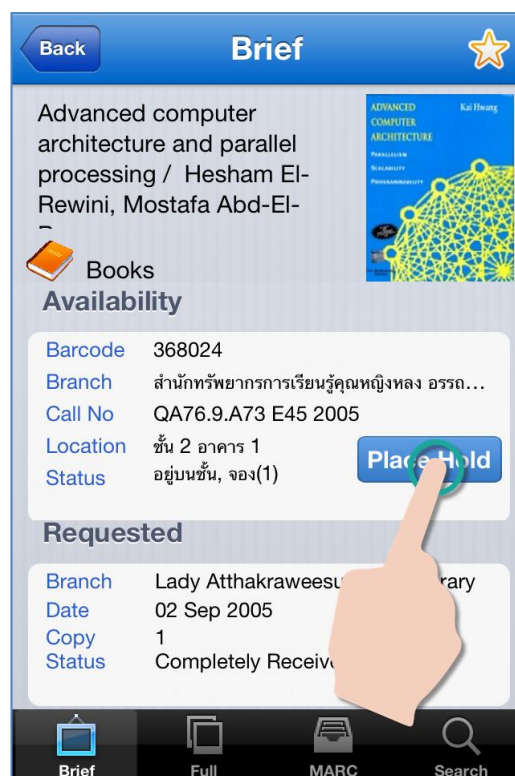 Back
Brief
Advanced computer
architecture and parallel
processing / Hesham El-
Rewini, Mostafa Abd-El-
ADVANCED
COMPUTER
ARCHITECTURE
Kai Hwang
PARALLELISM
SCALABILITY
PROGRAMMABILITY
Books
Availability
Barcode 368024
Branch สำนักทรัพยากรการเรียนรู้คุณหญิงหลง อรรถ...
Call No QA76.9.A73 E45 2005
Location ชั้น 2 อาคาร 1
Status อยู่บนชั้น, จอง(1)
Place Hold
Requested
Branch Lady
Date 02 Sep 2005
Copy 1
Status Completely
Brief
Full
MARC
Search